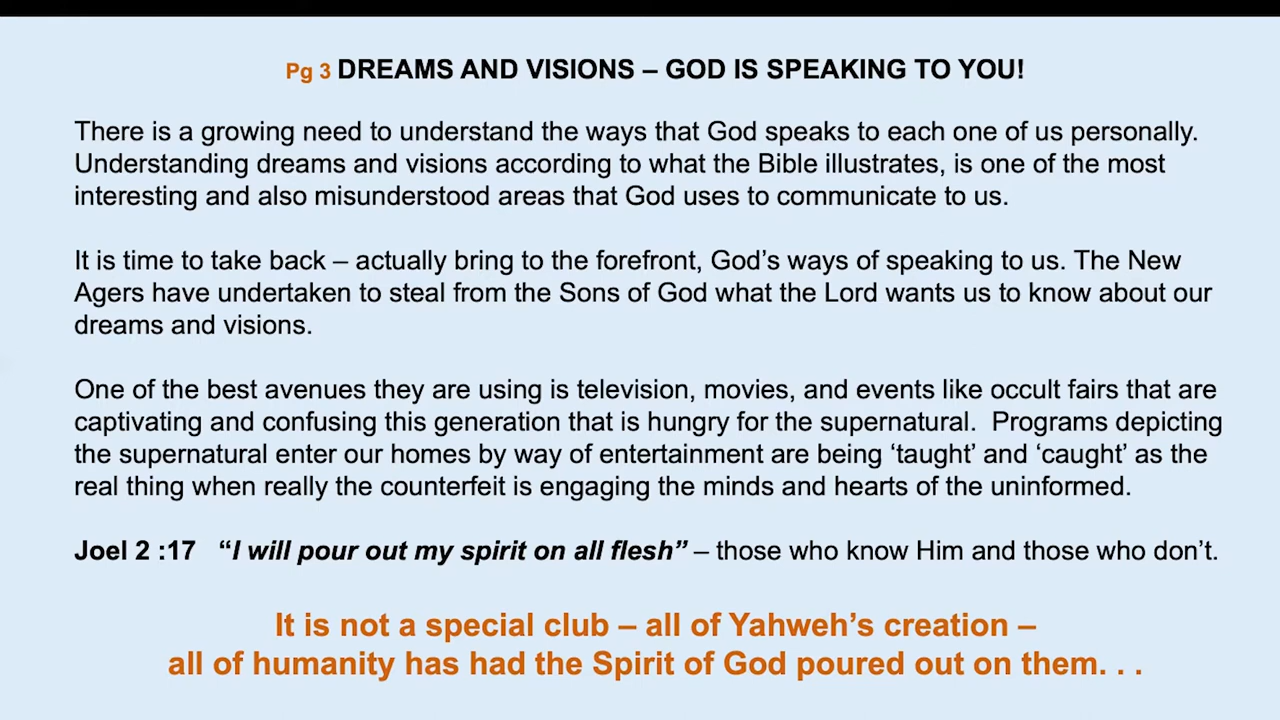 Pg 3 DREAMS AND VISIONS – GOD IS SPEAKING TO YOU!
There is a growing need to understand the ways that God speaks to each one of us personally.
Understanding dreams and visions according to what the Bible illustrates, is one of the most
interesting and also misunderstood areas that God uses to communicate to us.
It is time to take back – actually bring to the forefront, God’s ways of speaking to us. The New
Agers have undertaken to steal from the Sons of God what the Lord wants us to know about our
dreams and visions.
One of the best avenues they are using is television, movies, and events like occult fairs that are
captivating and confusing this generation that is hungry for the supernatural.  Programs depicting
the supernatural enter our homes by way of entertainment are being ‘taught’ and ‘caught’ as the
real thing when really the counterfeit is engaging the minds and hearts of the uninformed.
Joel 2 :17   “I will pour out my spirit on all flesh” – those who know Him and those who don’t.
It is not a special club – all of Yahweh’s creation –
all of humanity has had the Spirit of God poured out on them. . .